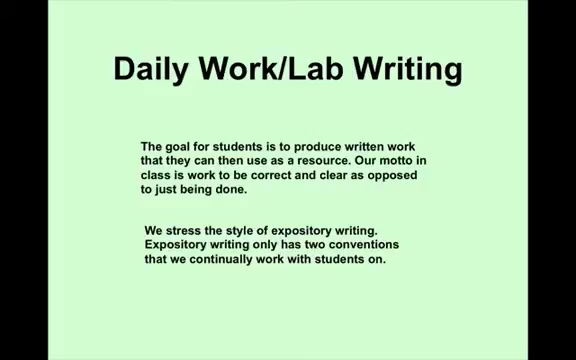 Daily Work/Lab Writing
The goal for students is to produce written work
that they can then use as a resource. Our motto in
class is work to be correct and clear as opposed
to just being done.
We stress the style of expository writing.
Expository writing only has two conventions
that we continually work with students on.